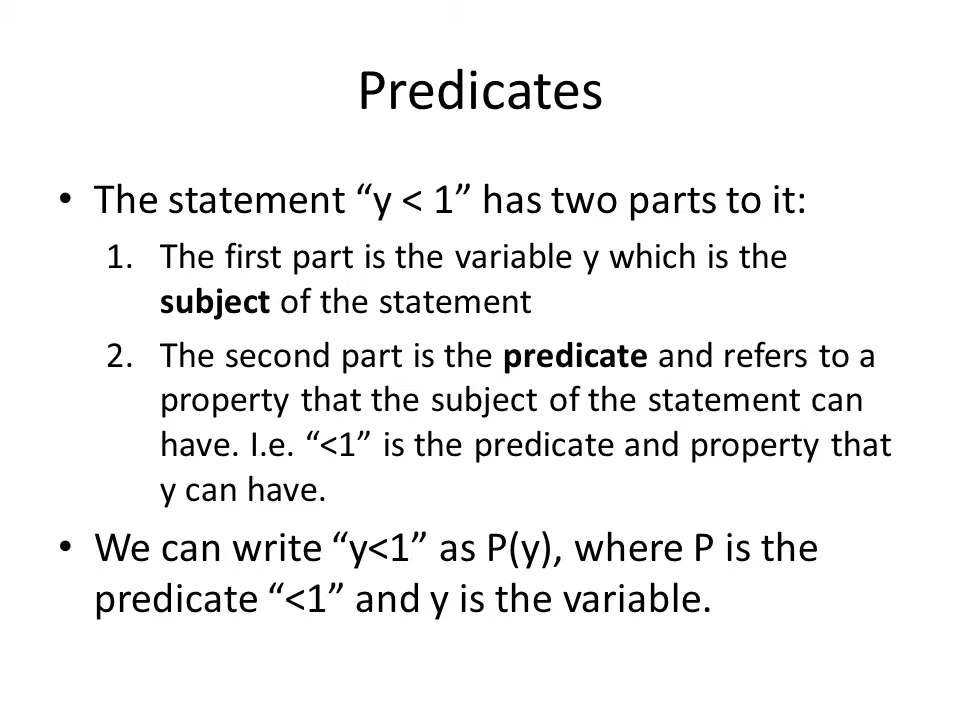 Predicates
• The statement “y < 1” has two parts to it:
1. The first part is the variable y which is the
subject of the statement
2. The second part is the predicate and refers to a
property that the subject of the statement can
have. I.e. “<1” is the predicate and property that
y can have.
• We can write “y<1” as P(y), where P is the
predicate “<1” and y is the variable.